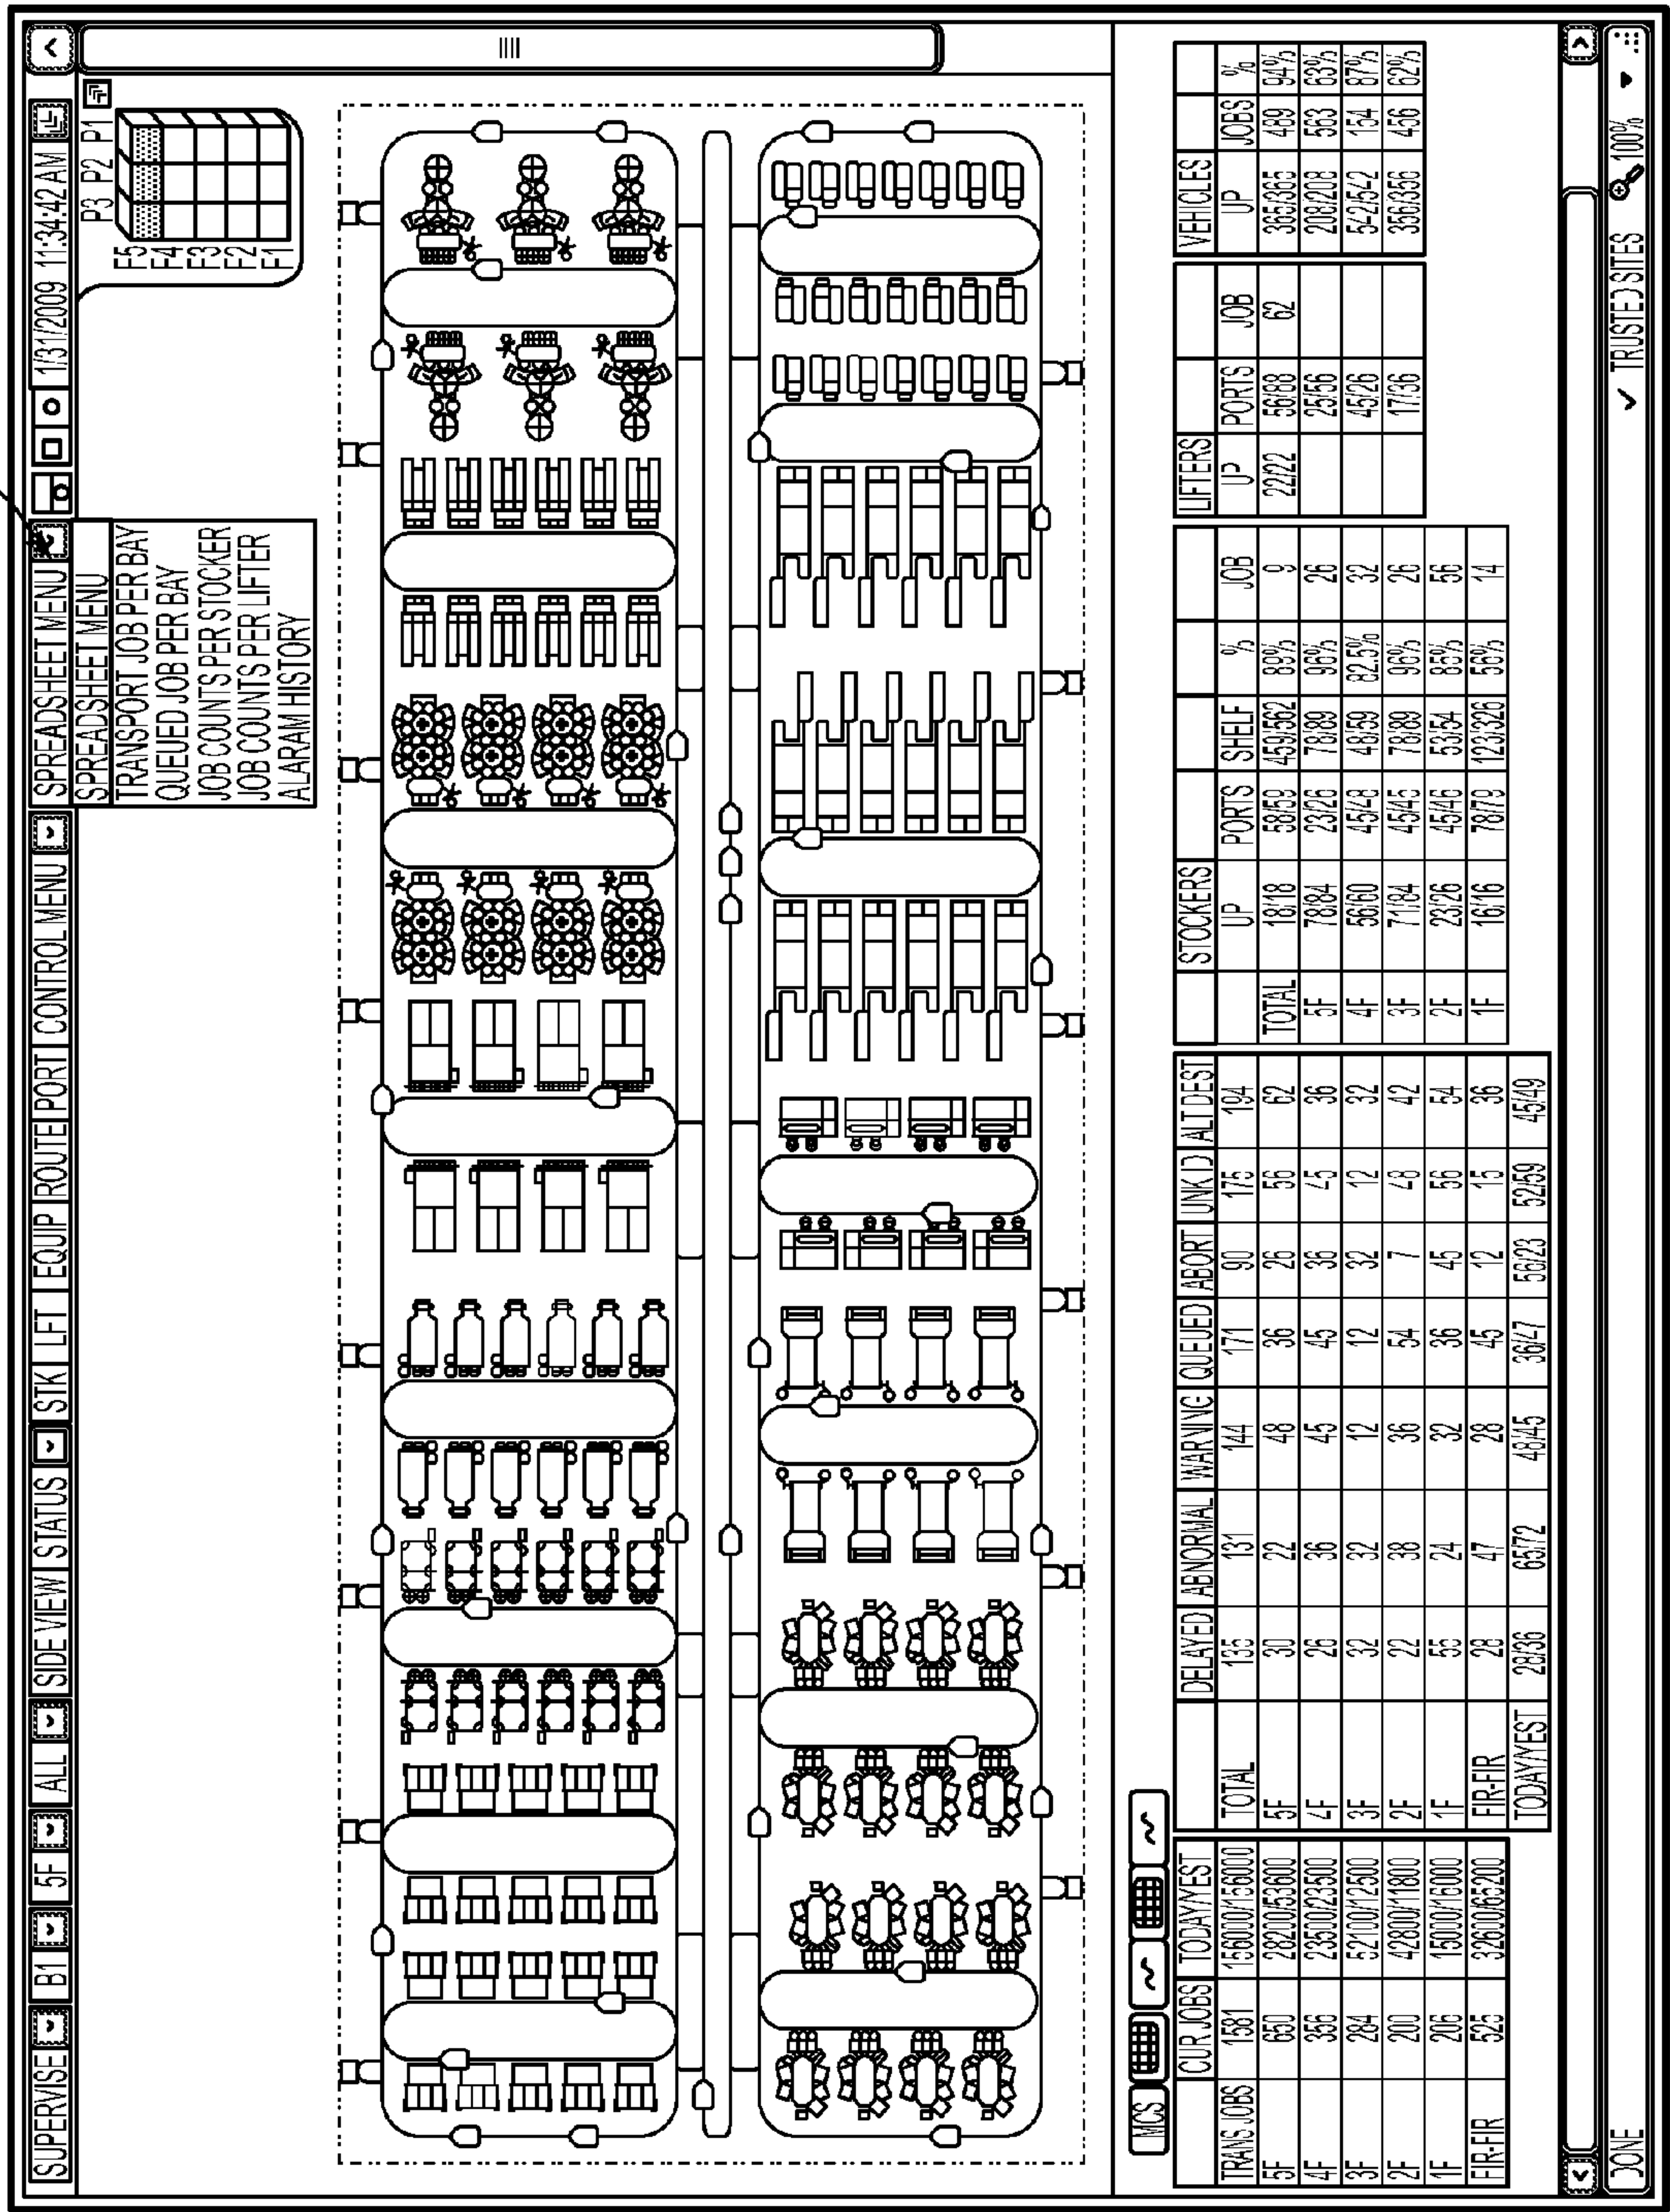 SUPERVISE B1 5F ALL SIDE VIEW STATUS STK LFT EQUIP ROUTE PORT CONTROL MENU SPREADSHEET MENU 1/31/2009 11:34:42 AM
SPREADSHEET MENU
TRANSPORT JOB PER BAY
QUEUED JOB PER BAY
JOB COUNTS PER STOCKER
JOB COUNTS PER LIFTER
ALARAM HISTORY
P3 P2 P1
F5
F4
F3
F2
F1
MCS
TRANS JOBS CUR JOBS TODAY/YEST
1581 156000/156000
5F 650 28200/53600
4F 356 23500/23500
3F 284 52100/12500
2F 200 42800/11800
1F 206 15000/16000
FIR-FIR 525 32600/65200
DELAYED ABNORMAL WARNING QUEUED ABORT UNK ID ALT DEST
TOTAL 135 131 144 171 90 175 194
5F 30 22 48 36 26 56 62
4F 26 36 45 45 36 45 36
3F 32 32 12 12 32 12 32
2F 22 38 36 54 7 48 42
1F 55 24 32 36 45 56 54
FIR-FIR 28 47 28 45 12 15 36
TODAY/YEST 28/36 65/72 48/45 36/47 56/23 52/59 45/49
STOCKERS
UP PORTS SHELF % JOB
TOTAL 18/18 58/59 459/562 89% 9
5F 78/84 23/26 78/89 96% 26
4F 56/60 45/48 48/59 82.5% 32
3F 71/84 45/45 78/89 96% 26
2F 23/26 45/46 53/54 85% 56
1F 16/16 78/79 123/326 56% 14
LIFTERS
UP PORTS JOB
22/22 56/88 62
25/56
45/26
17/36
VEHICLES
UP JOBS %
365/365 489 94%
208/208 563 63%
542/542 154 87%
356/356 456 62%
DONE TRUSTED SITES 100%